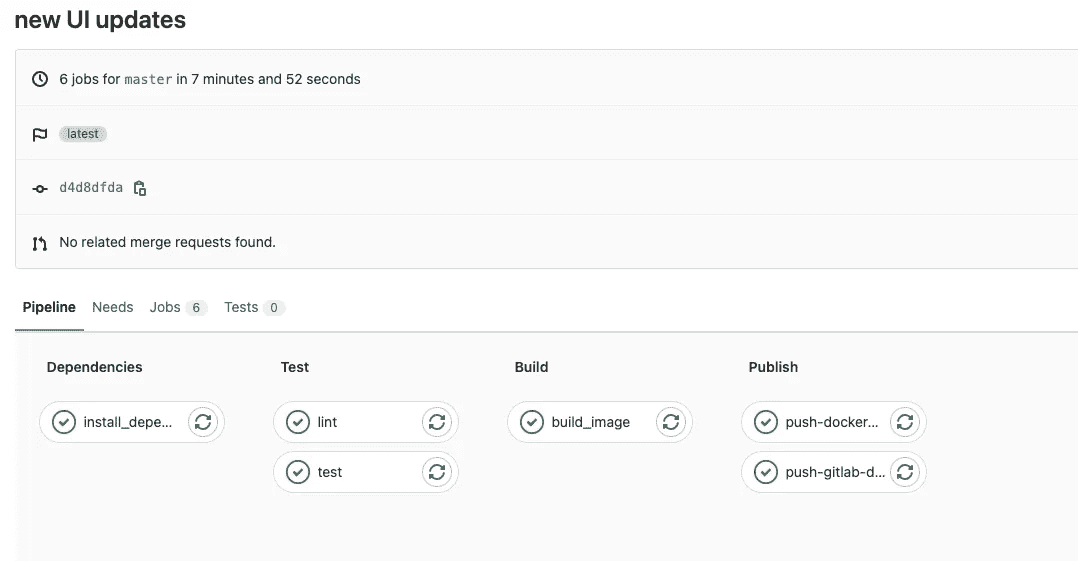 new UI updates
6 jobs for master in 7 minutes and 52 seconds
latest
d4d8dfda
No related merge requests found.
Pipeline Needs Jobs 6 Tests 0
Dependencies Test Build Publish
install_depe... lint build_image push-docker...
test push-gitlab-d...